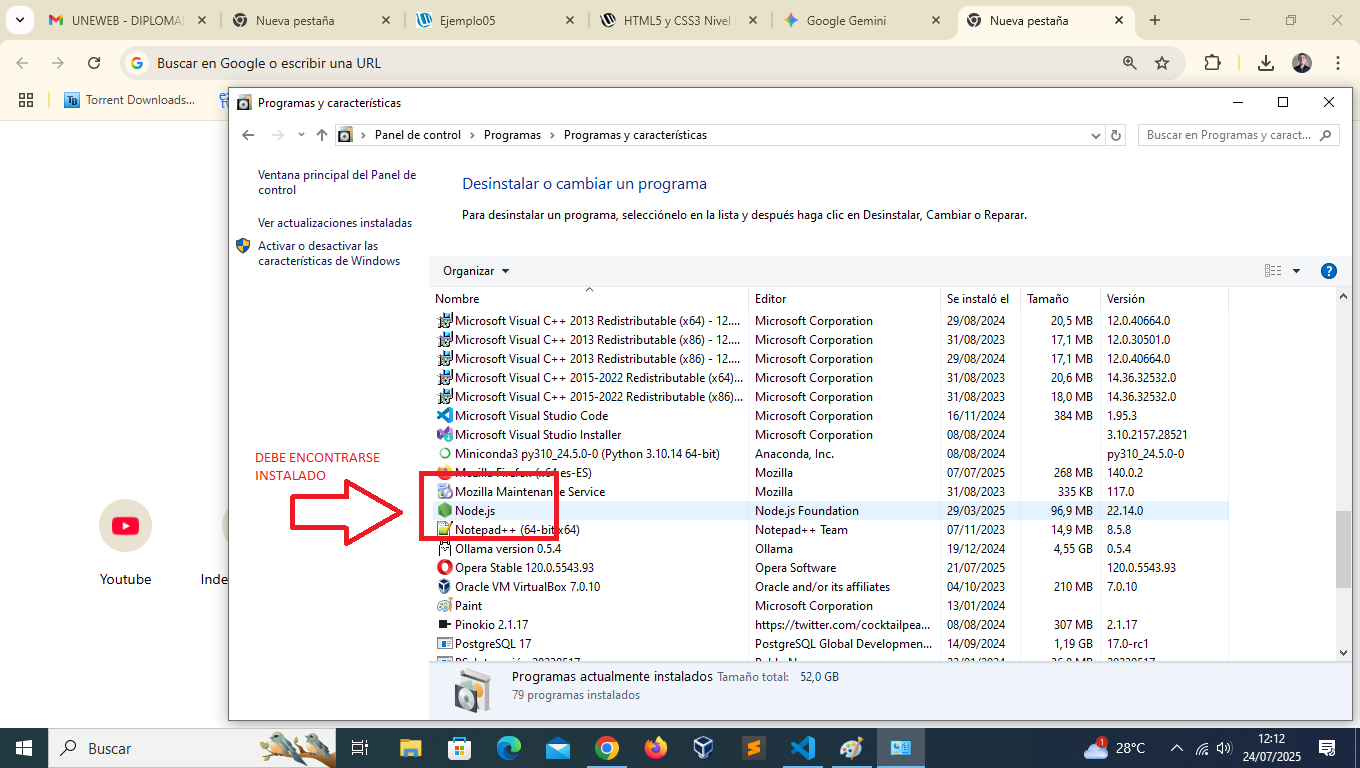 UNEWEB - DIPLOMAD
Nueva pestaña
Ejemplo05
HTML5 y CSS3 Nivel
Google Gemini
Nueva pestaña
Buscar en Google o escribir una URL
Torrent Downloads...
Programas y características
Panel de control > Programas > Programas y características
Buscar en Programas y caract...
Ventana principal del Panel de
control
Ver actualizaciones instaladas
Activar o desactivar las
características de Windows
Desinstalar o cambiar un programa
Para desinstalar un programa, selecciónelo en la lista y después haga clic en Desinstalar, Cambiar o Reparar.
Organizar
Nombre Editor Se instaló el Tamaño Versión
Microsoft Visual C++ 2013 Redistributable (x64) - 12.... Microsoft Corporation 29/08/2024 20,5 MB 12.0.40664.0
Microsoft Visual C++ 2013 Redistributable (x86) - 12.... Microsoft Corporation 31/08/2023 17,1 MB 12.0.30501.0
Microsoft Visual C++ 2013 Redistributable (x86) - 12.... Microsoft Corporation 29/08/2024 17,1 MB 12.0.40664.0
Microsoft Visual C++ 2015-2022 Redistributable (x64)... Microsoft Corporation 31/08/2023 20,6 MB 14.36.32532.0
Microsoft Visual C++ 2015-2022 Redistributable (x86)... Microsoft Corporation 31/08/2023 18,0 MB 14.36.32532.0
Microsoft Visual Studio Code Microsoft Corporation 16/11/2024 384 MB 1.95.3
Microsoft Visual Studio Installer Microsoft Corporation 08/08/2024 3.10.2157.28521
Miniconda3 py310_24.5.0-0 (Python 3.10.14 64-bit) Anaconda, Inc. 08/08/2024 py310_24.5.0-0
Mozilla Firefox (x64 es-ES) Mozilla 07/07/2025 268 MB 140.0.2
Mozilla Maintenance Service Mozilla 31/08/2023 335 KB 117.0
Node.js Node.js Foundation 29/03/2025 96,9 MB 22.14.0
Notepad++ (64-bit x64) Notepad++ Team 07/11/2023 14,9 MB 8.5.8
Ollama version 0.5.4 Ollama 19/12/2024 4,55 GB 0.5.4
Opera Stable 120.0.5543.93 Opera Software 21/07/2025 120.0.5543.93
Oracle VM VirtualBox 7.0.10 Oracle and/or its affiliates 04/10/2023 210 MB 7.0.10
Paint Microsoft Corporation 13/01/2024
Pinokio 2.1.17 https://twitter.com/cocktailpea... 08/08/2024 307 MB 2.1.17
PostgreSQL 17 PostgreSQL Global Developmen... 14/09/2024 1,19 GB 17.0-rc1
DEBE ENCONTRARSE
INSTALADO
Youtube
Inde
Programas actualmente instalados Tamaño total: 52,0 GB
79 programas instalados
Buscar
1
28°C
12:12
24/07/2025